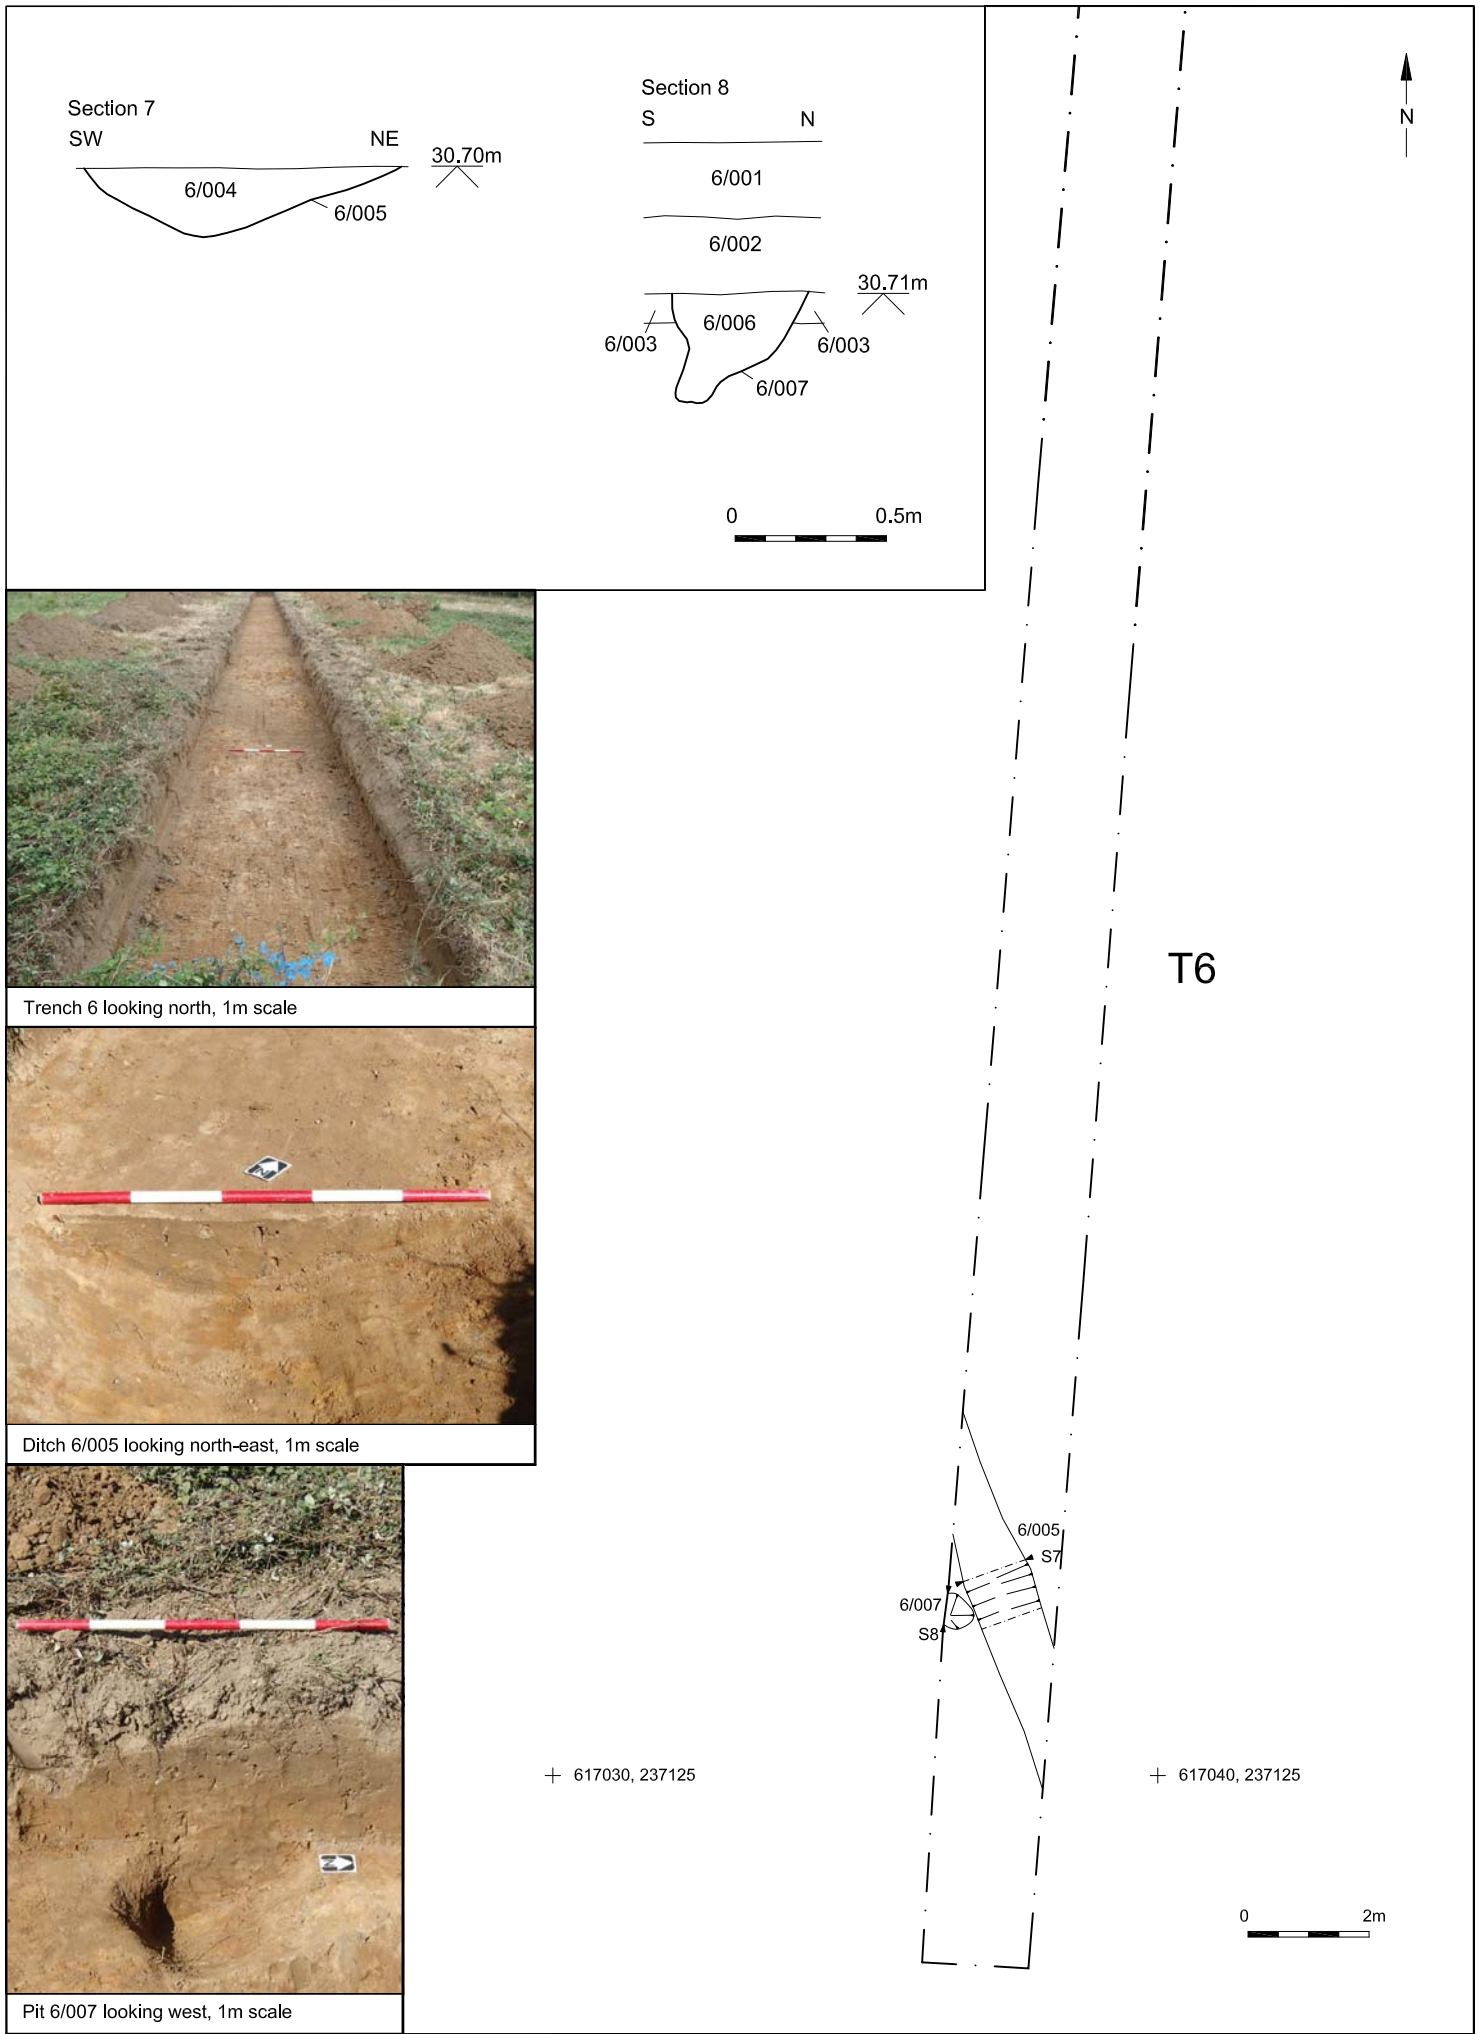 Section 7
SW NE
30.70m
6/004
6/005
Section 8
S N
6/001
6/002
30.71m
6/006
6/003 6/003
6/007
0 0.5m
N
Trench 6 looking north, 1m scale
T6
N
Ditch 6/005 looking north-east, 1m scale
6/005
S7
6/007
S8
617030, 237125
617040, 237125
N
0 2m
Pit 6/007 looking west, 1m scale